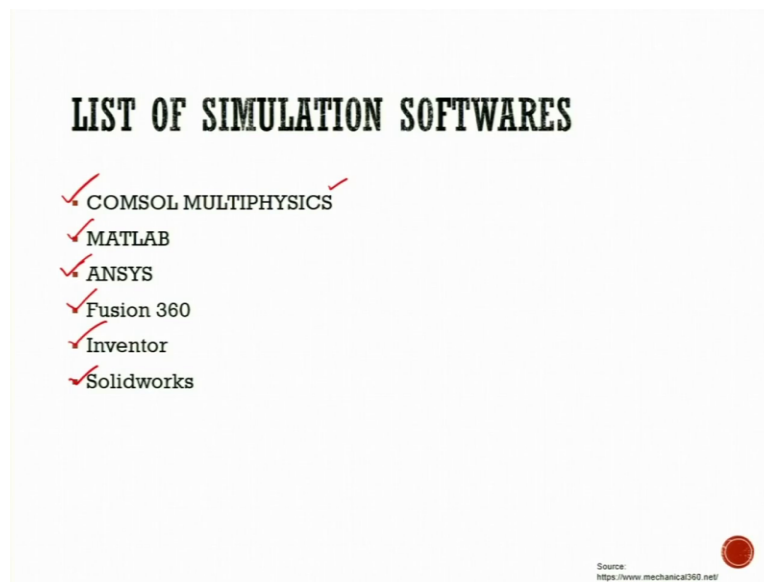 LIST OF SIMULATION SOFTWARES
COMSOL MULTIPHYSICS
MATLAB
ANSYS
Fusion 360
Inventor
Solidworks
Source:
https://www.mechanical360.net/